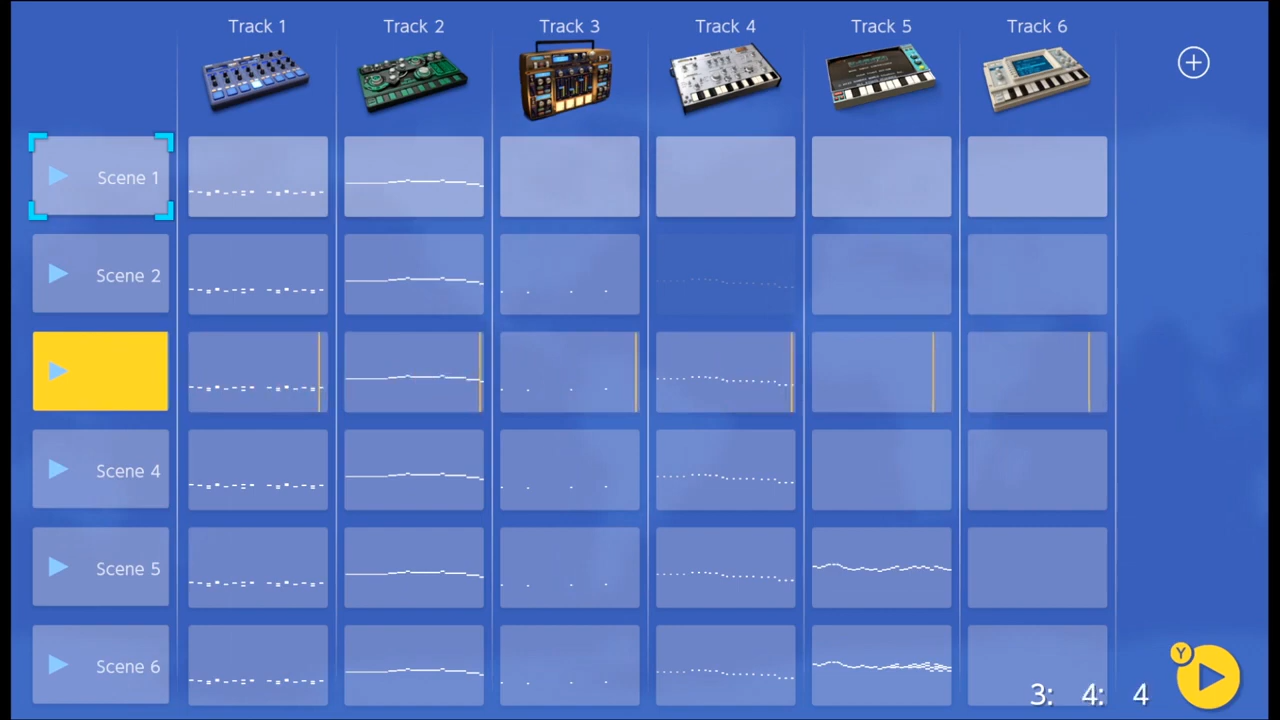 Track 1 Track 2 Track 3 Track 4 Track 5 Track 6
Scene 1
Scene 2
Scene 4
Scene 5
Scene 6
Y
3: 4: 4